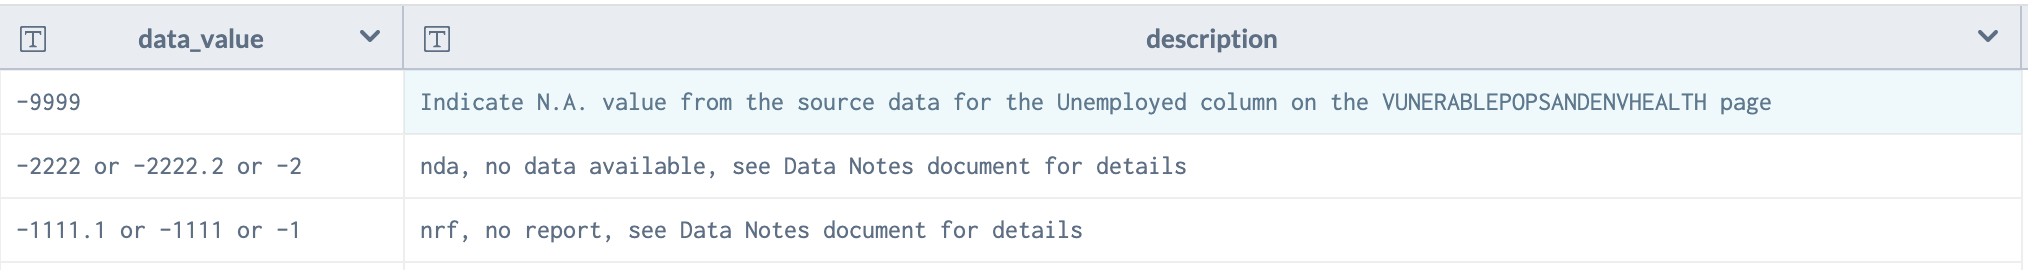 data_value description
-9999 Indicate N.A. value from the source data for the Unemployed column on the VUNERABLEPOPSANDENVHEALTH page
-2222 or -2222.2 or -2 nda, no data available, see Data Notes document for details
-1111.1 or -1111 or -1 nrf, no report, see Data Notes document for details